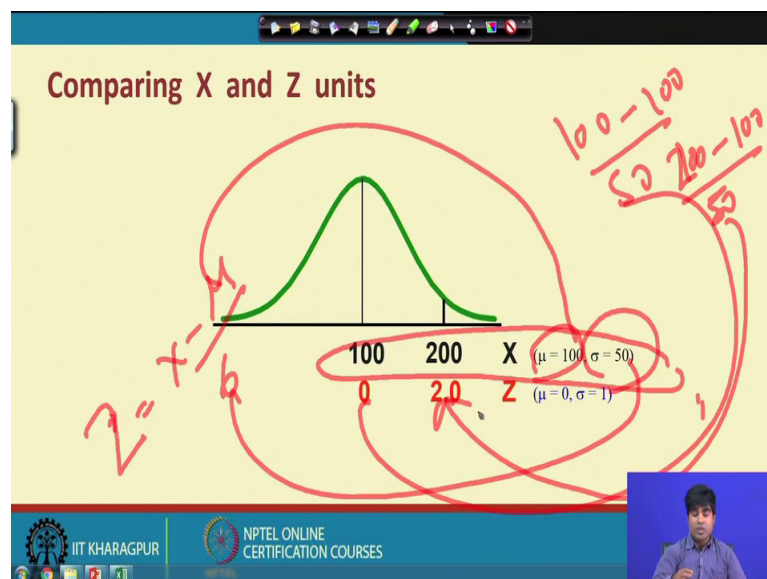 Comparing X and Z units
100 - 100
50
200 - 100
50
Z = X - μ
σ
100 200 X (μ = 100, σ = 50)
0 2.0 Z (μ = 0, σ = 1)
IIT KHARAGPUR
NPTEL ONLINE
CERTIFICATION COURSES